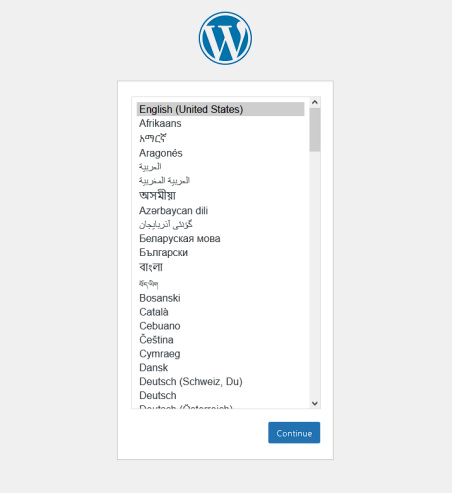 English (United States)
Afrikaans
አማርኛ
Aragonés
العربية
العربية المغربية
অসমীয়া
Azərbaycan dili
گؤنئی آذربایجان
Беларуская мова
Български
বাংলা
བོད་ཡིག
Bosanski
Català
Cebuano
Čeština
Cymraeg
Dansk
Deutsch (Schweiz, Du)
Deutsch
Deutsch (Österreich)
Continue